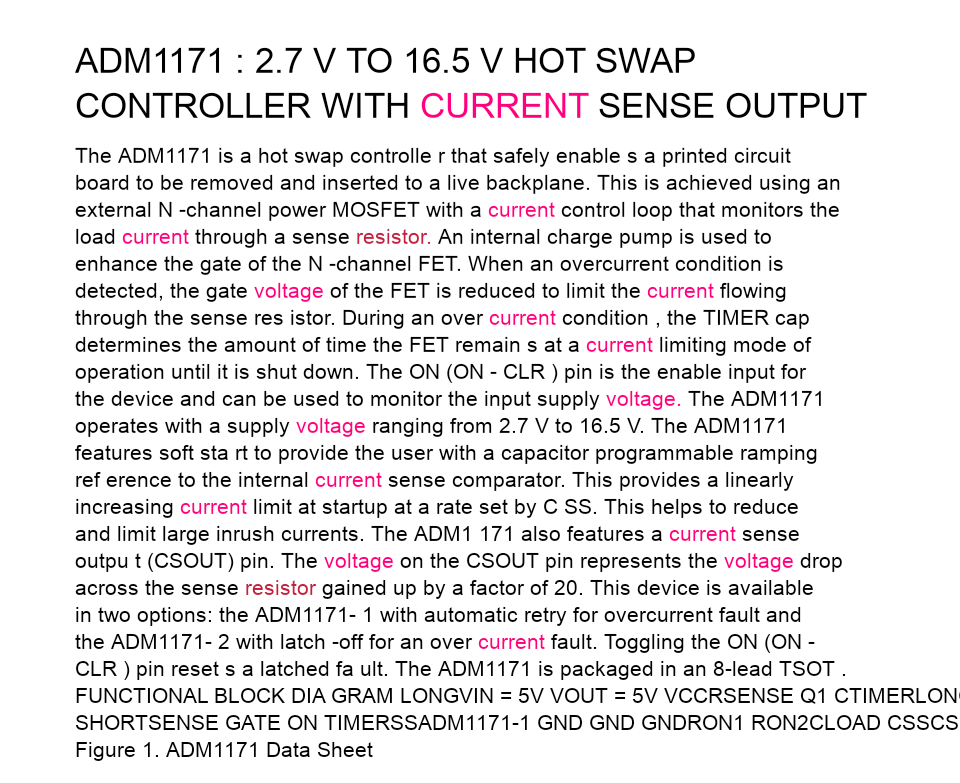 ADM1171 : 2.7 V TO 16.5 V HOT SWAP
CONTROLLER WITH CURRENT SENSE OUTPUT
The ADM1171 is a hot swap controlle r that safely enable s a printed circuit
board to be removed and inserted to a live backplane. This is achieved using an
external N -channel power MOSFET with a current control loop that monitors the
load current through a sense resistor. An internal charge pump is used to
enhance the gate of the N -channel FET. When an overcurrent condition is
detected, the gate voltage of the FET is reduced to limit the current flowing
through the sense res istor. During an over current condition , the TIMER cap
determines the amount of time the FET remain s at a current limiting mode of
operation until it is shut down. The ON (ON - CLR ) pin is the enable input for
the device and can be used to monitor the input supply voltage. The ADM1171
operates with a supply voltage ranging from 2.7 V to 16.5 V. The ADM1171
features soft sta rt to provide the user with a capacitor programmable ramping
ref erence to the internal current sense comparator. This provides a linearly
increasing current limit at startup at a rate set by C SS. This helps to reduce
and limit large inrush currents. The ADM1 171 also features a current sense
outpu t (CSOUT) pin. The voltage on the CSOUT pin represents the voltage drop
across the sense resistor gained up by a factor of 20. This device is available
in two options: the ADM1171- 1 with automatic retry for overcurrent fault and
the ADM1171- 2 with latch -off for an over current fault. Toggling the ON (ON -
CLR ) pin reset s a latched fa ult. The ADM1171 is packaged in an 8-lead TSOT .
FUNCTIONAL BLOCK DIA GRAM LONGVIN = 5V VOUT = 5V VCCRSENSE Q1
SHORTSENSE GATE ON TIMERSSADM1171-1 GND GND GNDRON1 RON2CLOAD
Figure 1. ADM1171 Data Sheet